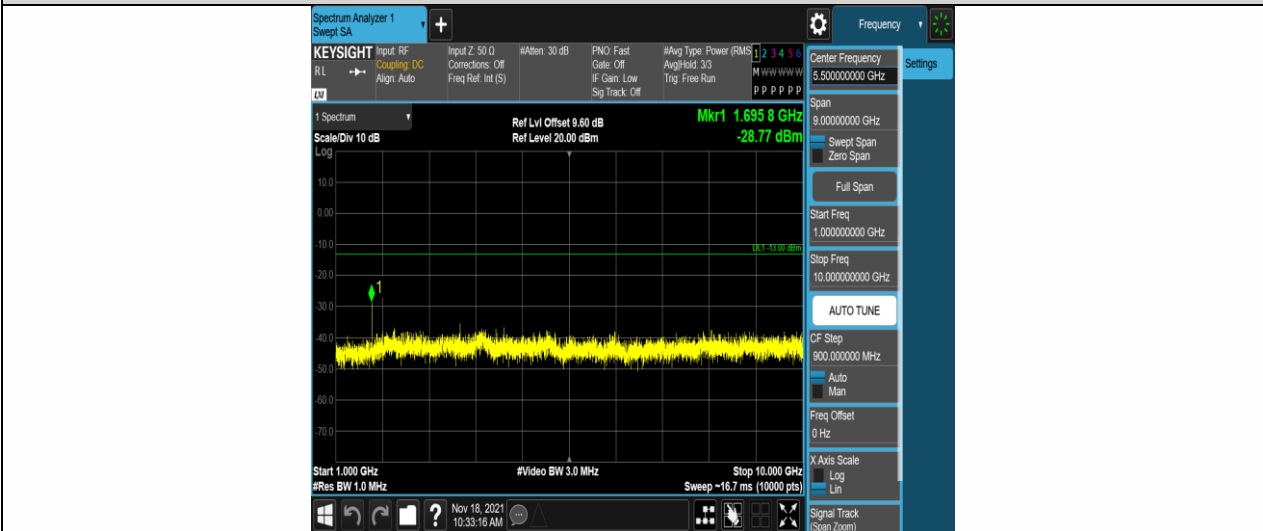 Spectrum Analyzer 1
Swept SA
Frequency
KEYSIGHT
Input: RF
Coupling: DC
Align: Auto
RL
LXI
Input Z: 50 Ω
Corrections: Off
Freq Ref: Int (S)
#Atten: 30 dB
PNO: Fast
Gate: Off
IF Gain: Low
Sig Track: Off
#Avg Type: Power (RMS
Avg|Hold: 3/3
Trig: Free Run
1 2 3 4 5 6
M W W W W W
P P P P P P
1 Spectrum
Scale/Div 10 dB
Log
Ref Lvl Offset 9.60 dB
Ref Level 20.00 dBm
Mkr1 1.695 8 GHz
-28.77 dBm
10.0
0.00
-10.0
DL1 -13.00 dBm
-20.0
1
-30.0
-40.0
-50.0
-60.0
-70.0
Start 1.000 GHz
#Res BW 1.0 MHz
#Video BW 3.0 MHz
Stop 10.000 GHz
Sweep ~16.7 ms (10000 pts)
?
Nov 18, 2021
10:33:16 AM
Center Frequency
5.500000000 GHz
Settings
Span
9.00000000 GHz
Swept Span
Zero Span
Full Span
Start Freq
1.000000000 GHz
Stop Freq
10.000000000 GHz
AUTO TUNE
CF Step
900.000000 MHz
Auto
Man
Freq Offset
0 Hz
X Axis Scale
Log
Lin
Signal Track
(Span Zoom)